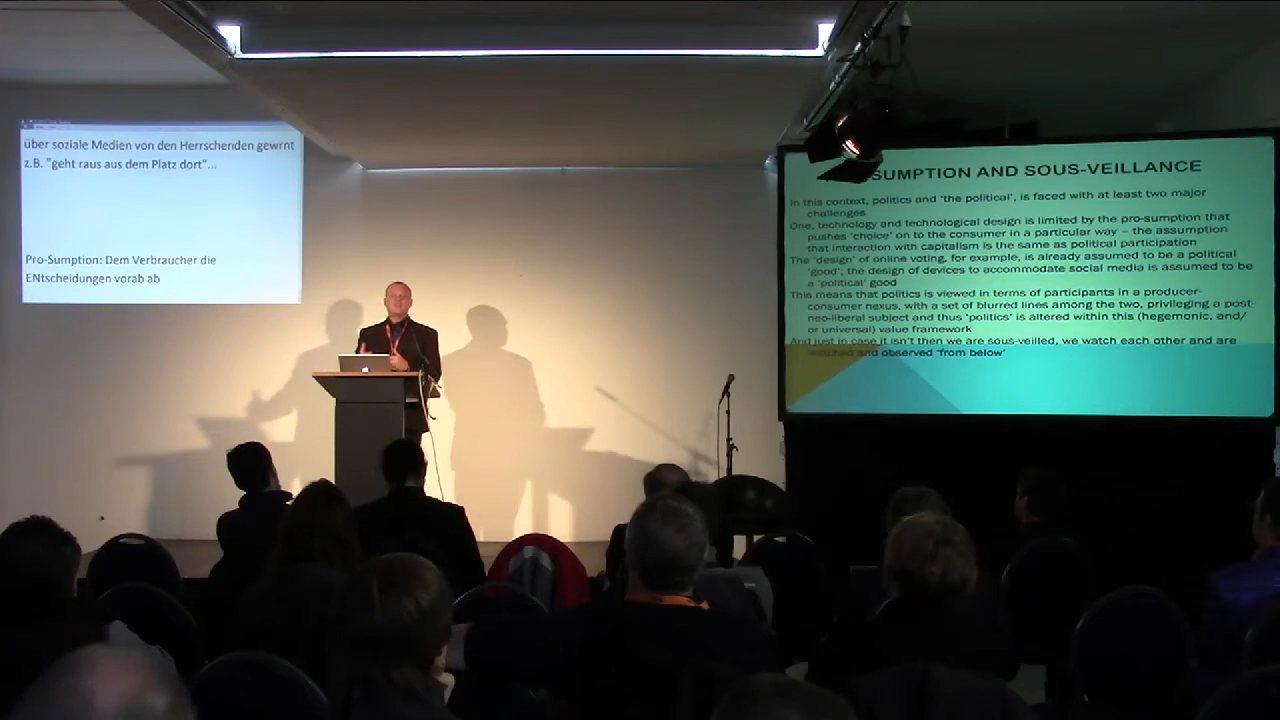 über soziale Medien von den Herrschenden gewrnt
z.B. "geht raus aus dem Platz dort"...
Pro-Sumption: Dem Verbraucher die
ENtscheidungen vorab ab
SUMPTION AND SOUS-VEILLANCE
In this context, politics and 'the political', is faced with at least two major
challenges
One, technology and technological design is limited by the pro-sumption that
pushes 'choice' on to the consumer in a particular way – the assumption
that interaction with capitalism is the same as political participation
The 'design' of online voting, for example, is already assumed to be a political
'good'; the design of devices to accommodate social media is assumed to be
a 'political' good
This means that politics is viewed in terms of participants in a producer-
consumer nexus, with a set of blurred lines among the two, privileging a post-
neo-liberal subject and thus 'politics' is altered within this (hegemonic, and/
or universal) value framework
And just in case it isn't then we are sous-veilled, we watch each other and are
watched and observed 'from below'